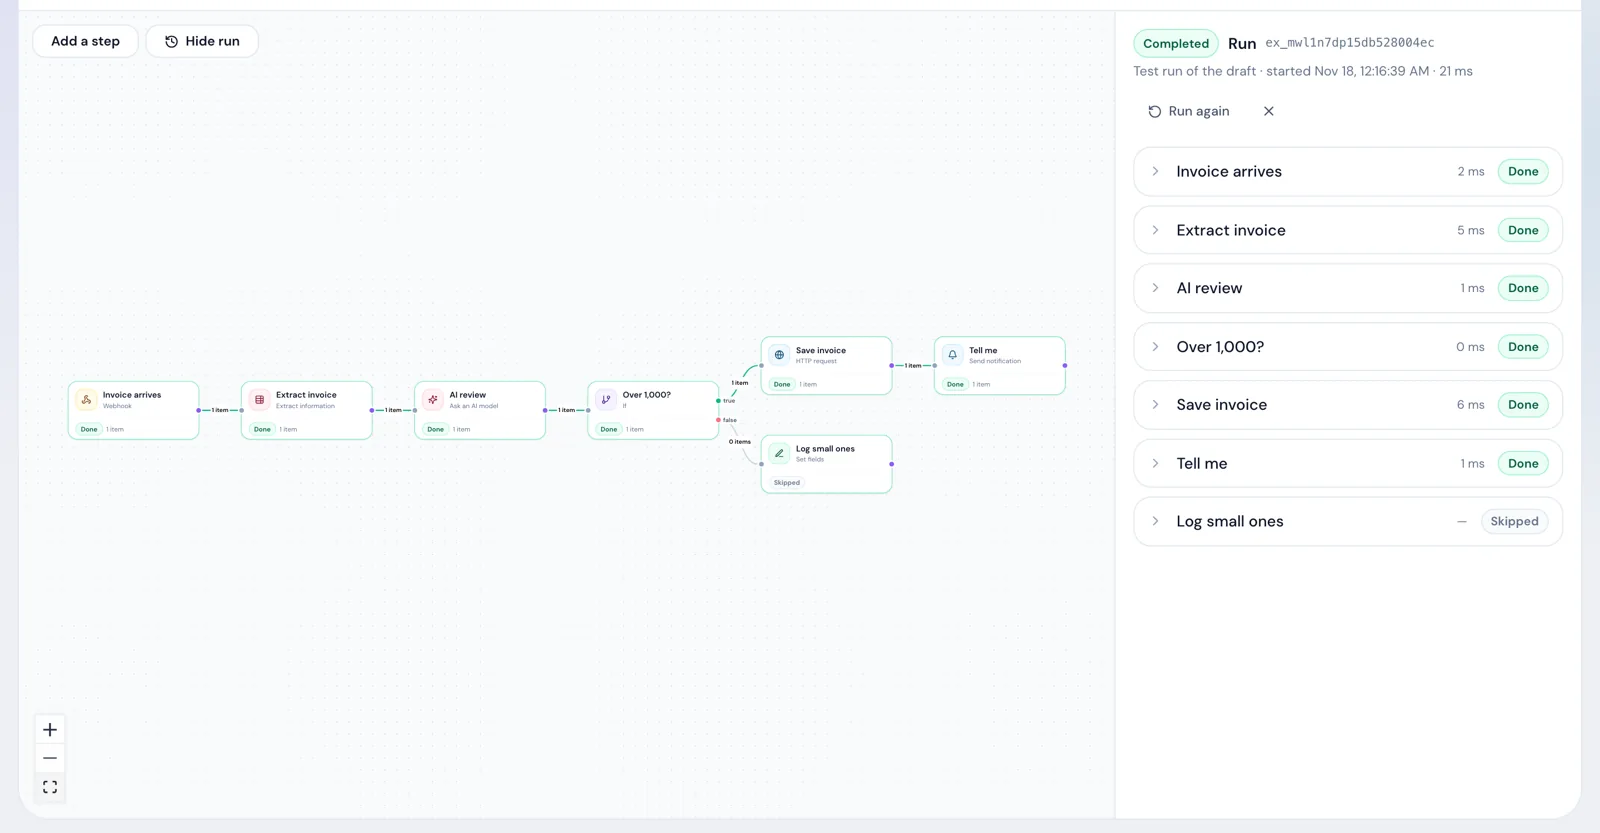 Add a step
Hide run
Invoice arrives
Webhook
Done 1 item
1 item
Extract invoice
Extract information
Done 1 item
1 item
AI review
Ask an AI model
Done 1 item
1 item
Over 1,000?
If
Done 1 item
true
false
1 item
0 items
Save invoice
HTTP request
Done 1 item
1 item
Tell me
Send notification
Done 1 item
Log small ones
Set fields
Skipped
Completed Run ex_mwl1n7dp15db528004ec
Test run of the draft · started Nov 18, 12:16:39 AM · 21 ms
Run again
Invoice arrives 2 ms Done
Extract invoice 5 ms Done
AI review 1 ms Done
Over 1,000? 0 ms Done
Save invoice 6 ms Done
Tell me 1 ms Done
Log small ones — Skipped